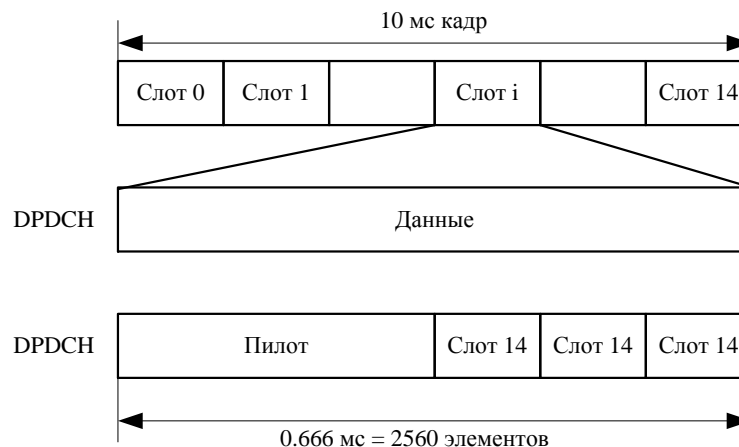 10 мс кадр
Слот 0 Слот 1 Слот i Слот 14
DPDCH Данные
DPDCH Пилот Слот 14 Слот 14 Слот 14
0.666 мс = 2560 элементов